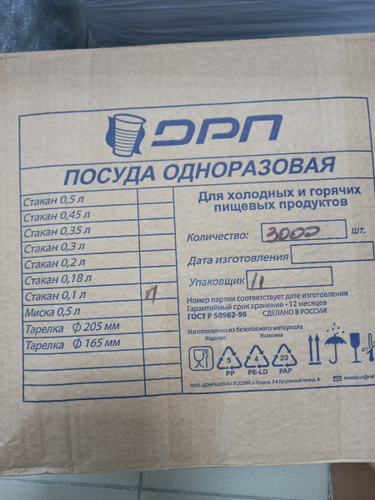 ЭРП
ПОСУДА ОДНОРАЗОВАЯ
Стакан 0,5 л
Стакан 0,45 л
Стакан 0,35 л
Стакан 0,3 л
Стакан 0,2 л
Стакан 0,18 л
Стакан 0,1 л
Миска 0,5 л
Тарелка Ф 205 мм
Тарелка Ф 165 мм
Для холодных и горячих
пищевых продуктов
Количество: 3000 шт.
Дата изготовления
Упаковщик 11
Номер партии соответствует дате изготовления
Гарантийный срок хранения - 12 месяцев
ГОСТ Р 50962-96 СДЕЛАНО В РОССИИ
Изготовлена из безопасного материала
Изделия Упаковка
5 4 20
PP PE-LD PAP